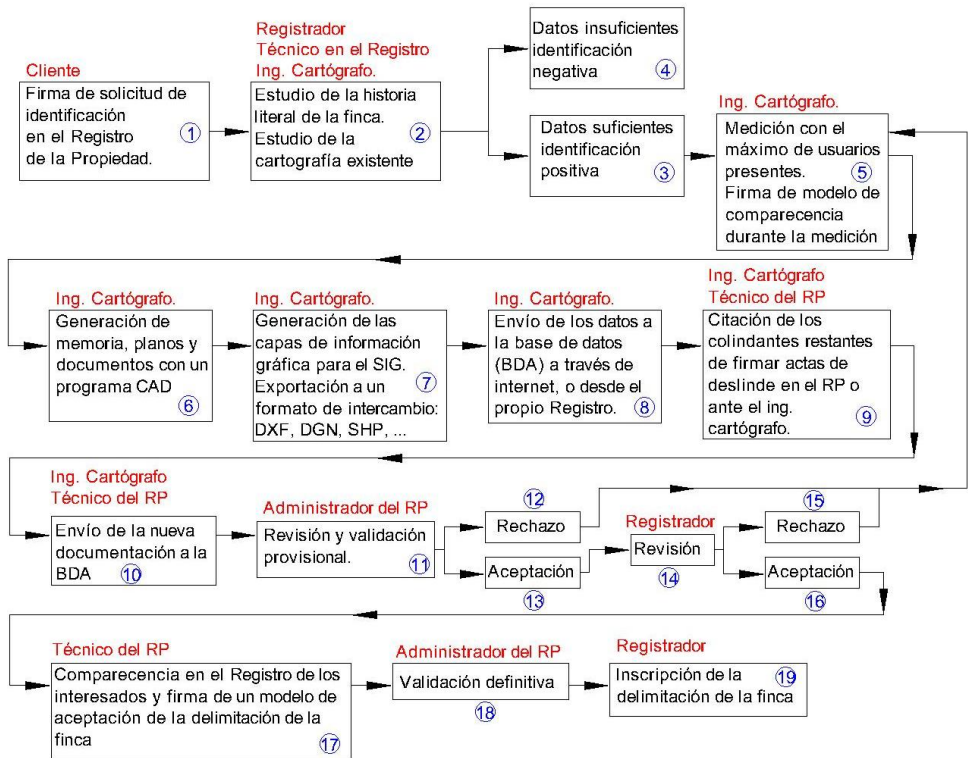 Cliente
Firma de solicitud de
identificación
en el Registro
de la Propiedad.
1
Registrador
Técnico en el Registro
Ing. Cartógrafo.
Estudio de la historia
literal de la finca.
Estudio de la
cartografía existente
2
Datos insuficientes
identificación
negativa
4
Datos suficientes
identificación
positiva
3
Ing. Cartógrafo.
Medición con el
máximo de usuarios
presentes.
Firma de modelo de
comparecencia
durante la medición
5
Ing. Cartógrafo.
Generación de
memoria, planos y
documentos con un
programa CAD
6
Ing. Cartógrafo.
Generación de las
capas de información
gráfica para el SIG.
Exportación a un
formato de intercambio:
DXF, DGN, SHP, ...
7
Ing. Cartógrafo.
Envío de los datos a
la base de datos
(BDA) a través de
internet, o desde el
propio Registro.
8
Ing. Cartógrafo
Técnico del RP
Citación de los
colindantes restantes
de firmar actas de
deslinde en el RP o
ante el ing.
cartógrafo.
9
Ing. Cartógrafo
Técnico del RP
Envío de la nueva
documentación a la
BDA
10
Administrador del RP
Revisión y validación
provisional.
11
12
Rechazo
Aceptación
13
Registrador
Revisión
14
15
Rechazo
Aceptación
16
Técnico del RP
Comparecencia en el Registro de los
interesados y firma de un modelo de
aceptación de la delimitación de la
finca
17
Administrador del RP
Validación definitiva
18
Registrador
Inscripción de la
delimitación de la finca
19